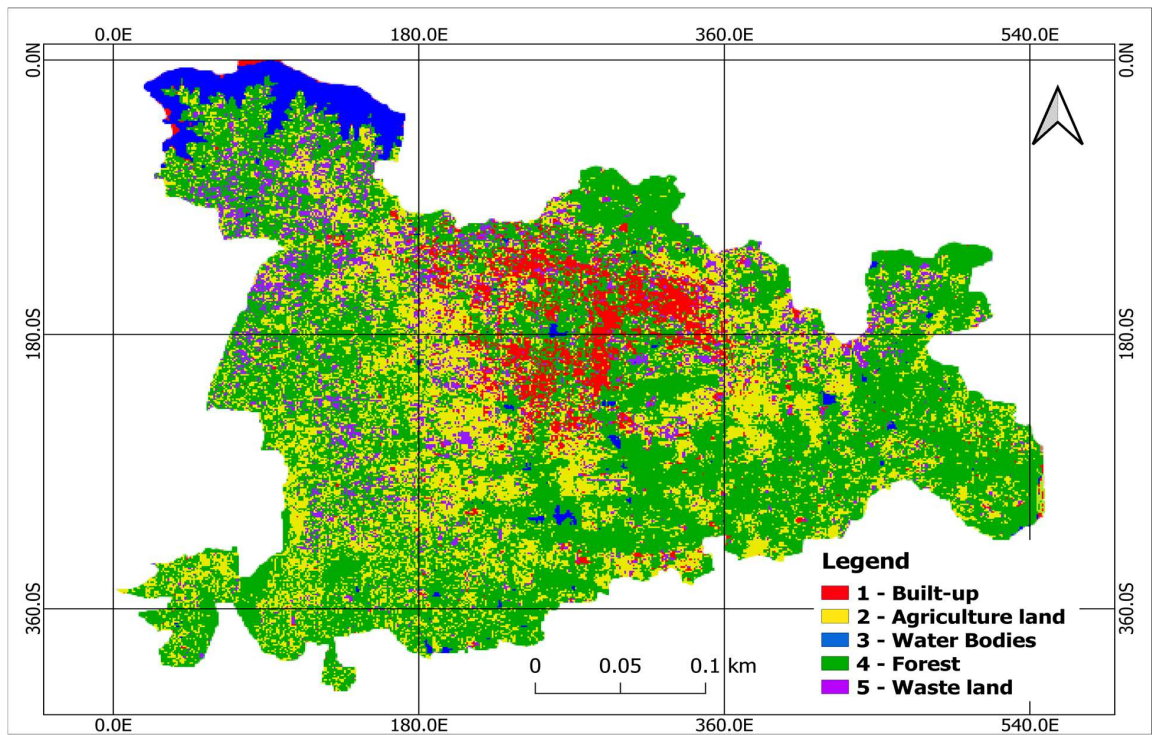 0.0E 180.0E 360.0E 540.0E
0.0N 0.0N
180.0S 180.0S
360.0S 360.0S
Legend
1 - Built-up
2 - Agriculture land
3 - Water Bodies
4 - Forest
5 - Waste land
0 0.05 0.1 km
0.0E 180.0E 360.0E 540.0E